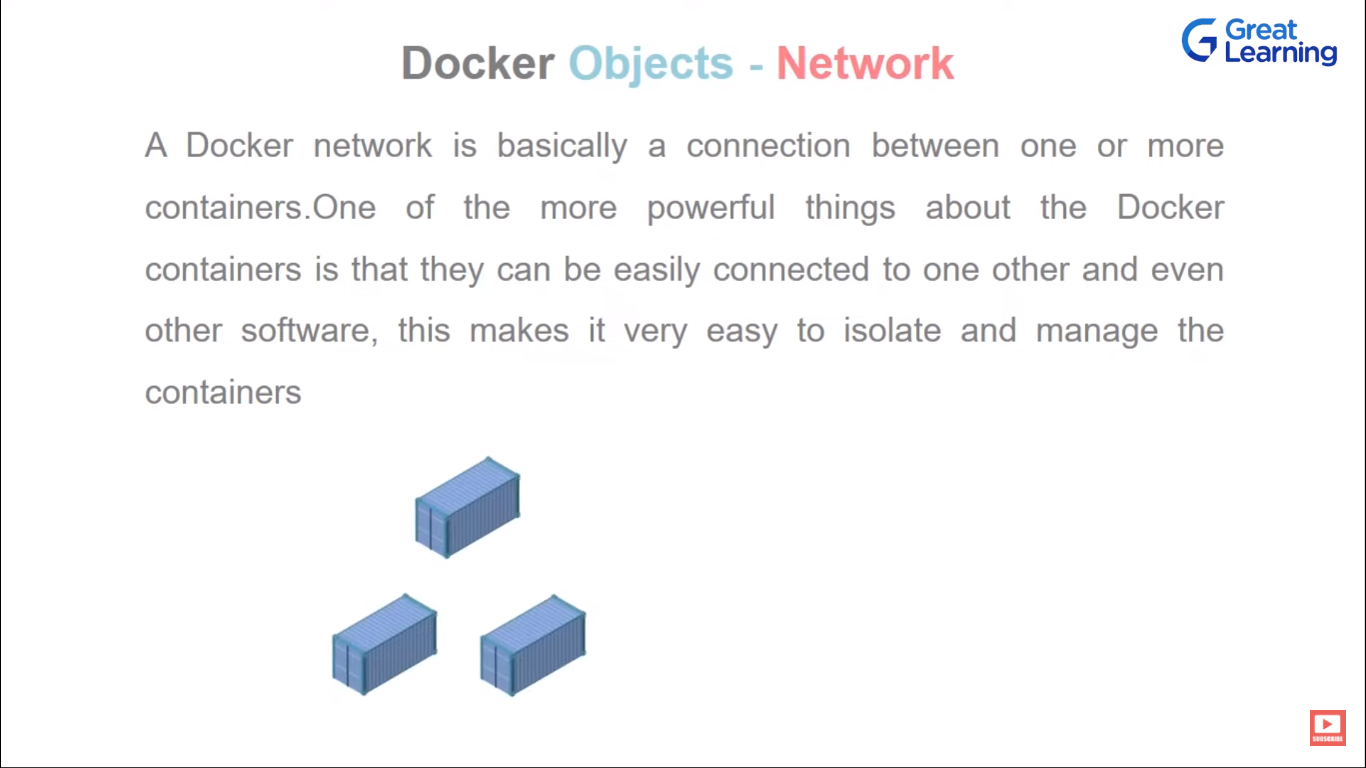 Great
Learning
Docker Objects - Network
A Docker network is basically a connection between one or more
containers.One of the more powerful things about the Docker
containers is that they can be easily connected to one other and even
other software, this makes it very easy to isolate and manage the
containers
SUBSCRIBE